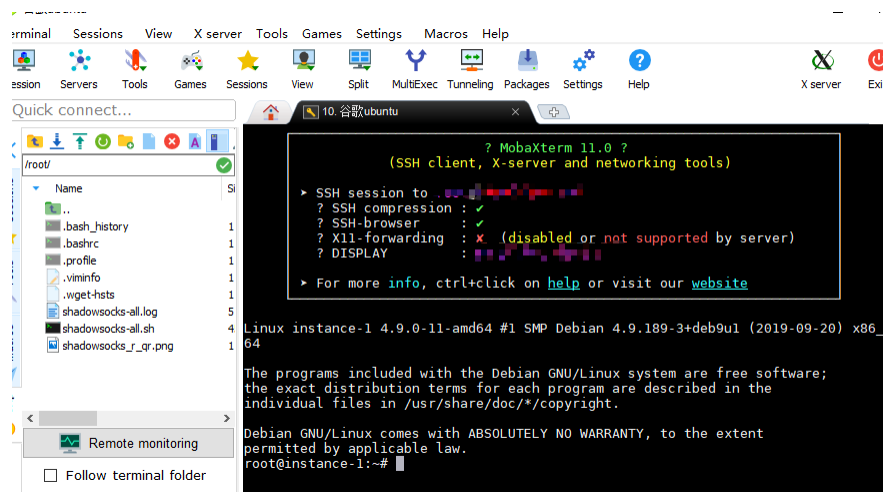 谷歌ubuntu
erminal Sessions View X server Tools Games Settings Macros Help
ession Servers Tools Games Sessions View Split MultiExec Tunneling Packages Settings Help X server Exi
Quick connect...
10. 谷歌ubuntu
/root/
Name Si
..
.bash_history 1
.bashrc 1
.profile 1
.viminfo 1
.wget-hsts 1
shadowsocks-all.log 5
shadowsocks-all.sh 4
shadowsocks_r_qr.png 1
Remote monitoring
Follow terminal folder
? MobaXterm 11.0 ?
(SSH client, X-server and networking tools)
➤ SSH session to
? SSH compression : ✔
? SSH-browser : ✔
? X11-forwarding : ✘ (disabled or not supported by server)
? DISPLAY :
➤ For more info, ctrl+click on help or visit our website
Linux instance-1 4.9.0-11-amd64 #1 SMP Debian 4.9.189-3+deb9u1 (2019-09-20) x86_
64
The programs included with the Debian GNU/Linux system are free software;
the exact distribution terms for each program are described in the
individual files in /usr/share/doc/*/copyright.
Debian GNU/Linux comes with ABSOLUTELY NO WARRANTY, to the extent
permitted by applicable law.
root@instance-1:~#